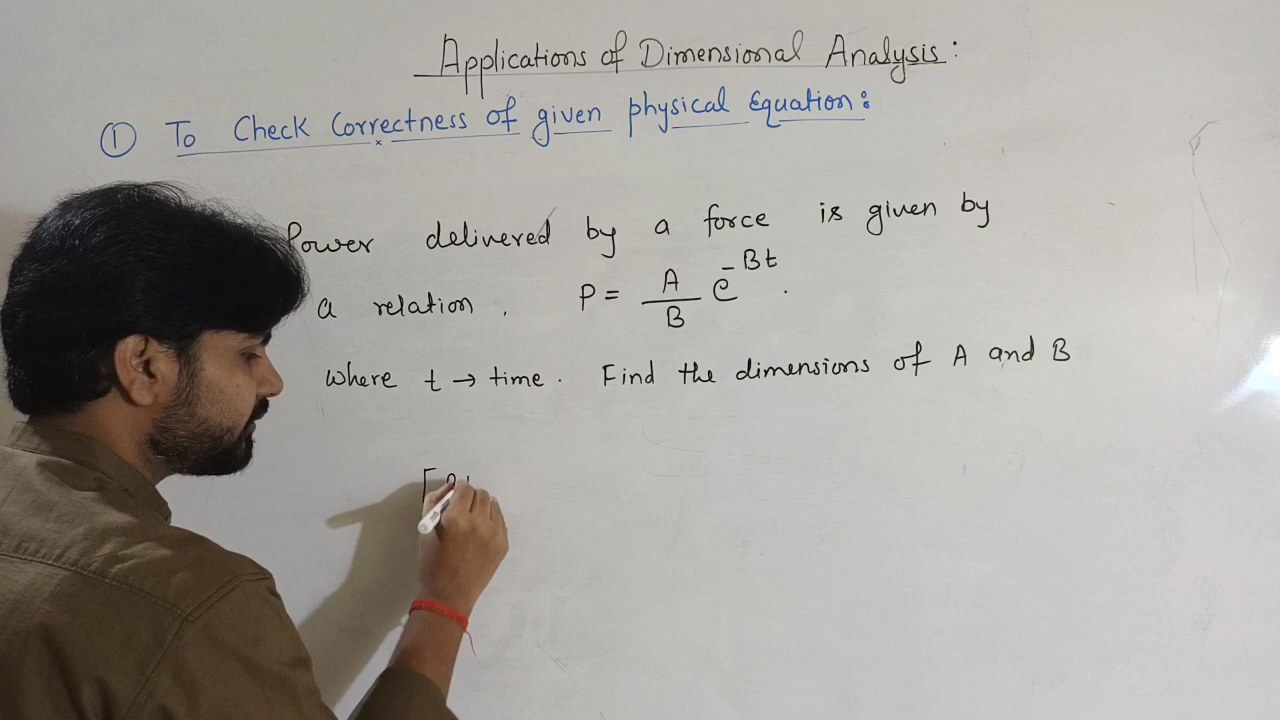 Applications of Dimensional Analysis:
① To Check Correctness of given physical Equation:
Power delivered by a force is given by
a relation. P = A/B e^-Bt.
where t → time. Find the dimensions of A and B
[